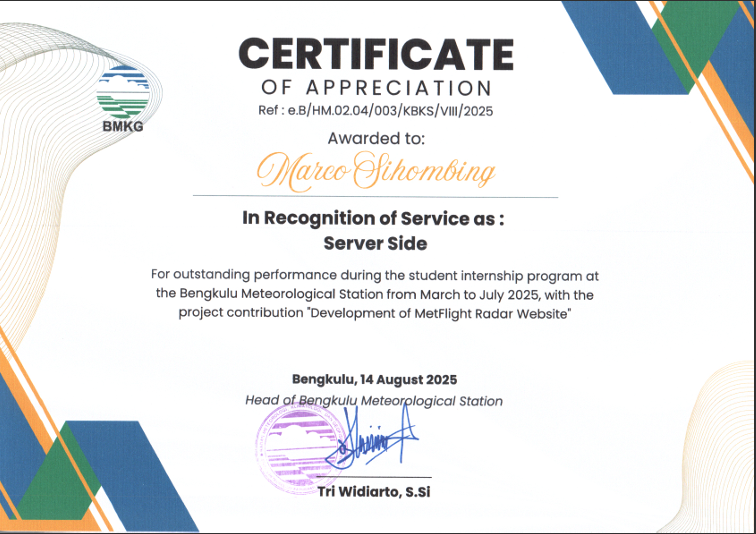 CERTIFICATE
OF APPRECIATION
Ref : e.B/HM.02.04/003/KBKS/VIII/2025
BMKG
Awarded to:
Marco Sihombing
In Recognition of Service as :
Server Side
For outstanding performance during the student internship program at
the Bengkulu Meteorological Station from March to July 2025, with the
project contribution "Development of MetFlight Radar Website"
Bengkulu, 14 August 2025
Head of Bengkulu Meteorological Station
Tri Widiarto, S.Si